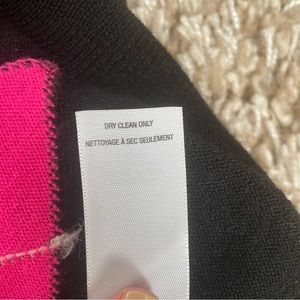 DRY CLEAN ONLY
NETTOYAGE À SEC SEULEMENT